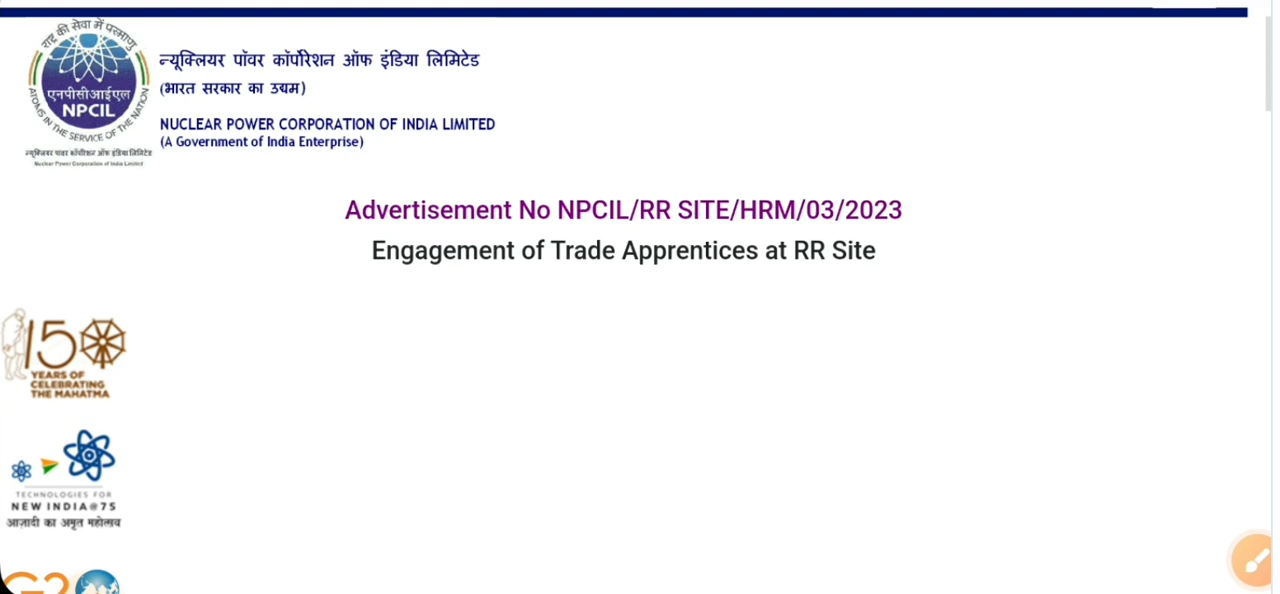 राष्ट्र की सेवा में परमाणु
एनपीसीआईएल
NPCIL
ATOMS IN THE SERVICE OF THE NATION
न्यूक्लियर पावर कॉर्पोरेशन ऑफ इंडिया लिमिटेड
Nuclear Power Corporation of India Limited
न्यूक्लियर पॉवर कॉर्पोरेशन ऑफ इंडिया लिमिटेड
(भारत सरकार का उद्यम)
NUCLEAR POWER CORPORATION OF INDIA LIMITED
(A Government of India Enterprise)
Advertisement No NPCIL/RR SITE/HRM/03/2023
Engagement of Trade Apprentices at RR Site
150
YEARS OF
CELEBRATING
THE MAHATMA
TECHNOLOGIES FOR
NEW INDIA@75
आज़ादी का अमृत महोत्सव
G20